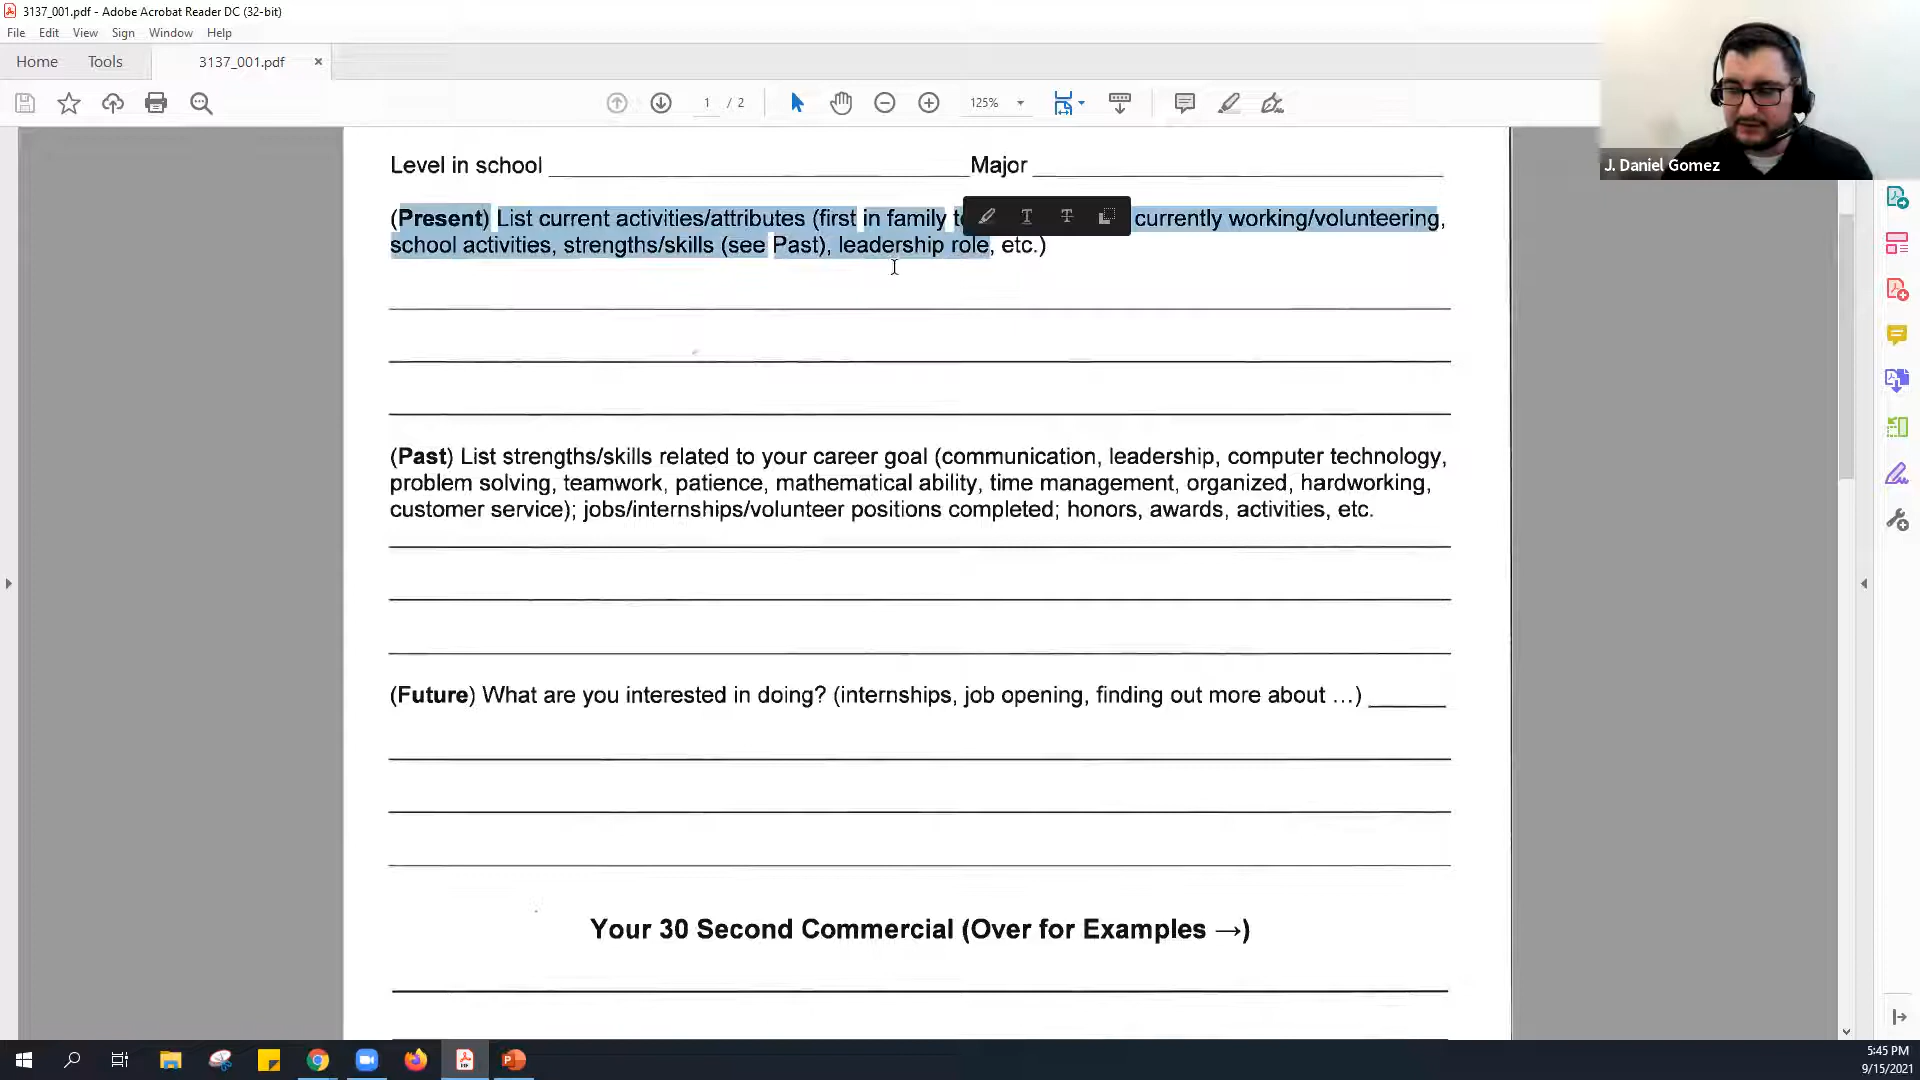 3137_001.pdf - Adobe Acrobat Reader DC (32-bit)
File Edit View Sign Window Help
Home Tools 3137_001.pdf ×
1 / 2 125%
J. Daniel Gomez
Level in school Major
(Present) List current activities/attributes (first in family currently working/volunteering,
school activities, strengths/skills (see Past), leadership role, etc.)
(Past) List strengths/skills related to your career goal (communication, leadership, computer technology,
problem solving, teamwork, patience, mathematical ability, time management, organized, hardworking,
customer service); jobs/internships/volunteer positions completed; honors, awards, activities, etc.
(Future) What are you interested in doing? (internships, job opening, finding out more about …)
Your 30 Second Commercial (Over for Examples →)
5:45 PM
9/15/2021